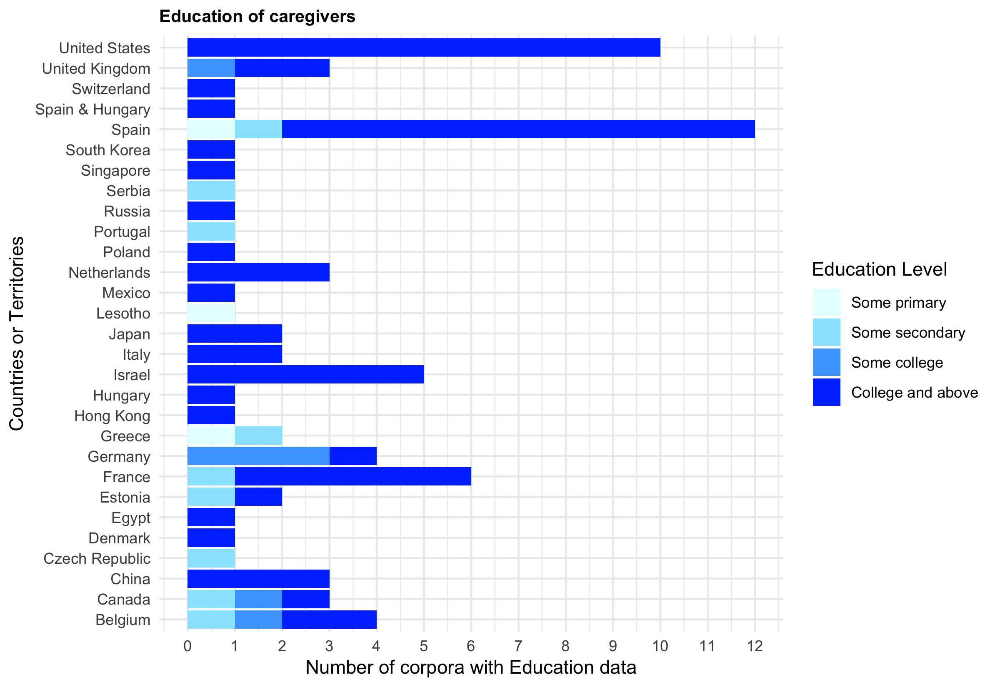 Education of caregivers
Countries or Territories
United States
United Kingdom
Switzerland
Spain & Hungary
Spain
South Korea
Singapore
Serbia
Russia
Portugal
Poland
Netherlands
Mexico
Lesotho
Japan
Italy
Israel
Hungary
Hong Kong
Greece
Germany
France
Estonia
Egypt
Denmark
Czech Republic
China
Canada
Belgium
0 1 2 3 4 5 6 7 8 9 10 11 12
Number of corpora with Education data
Education Level
Some primary
Some secondary
Some college
College and above